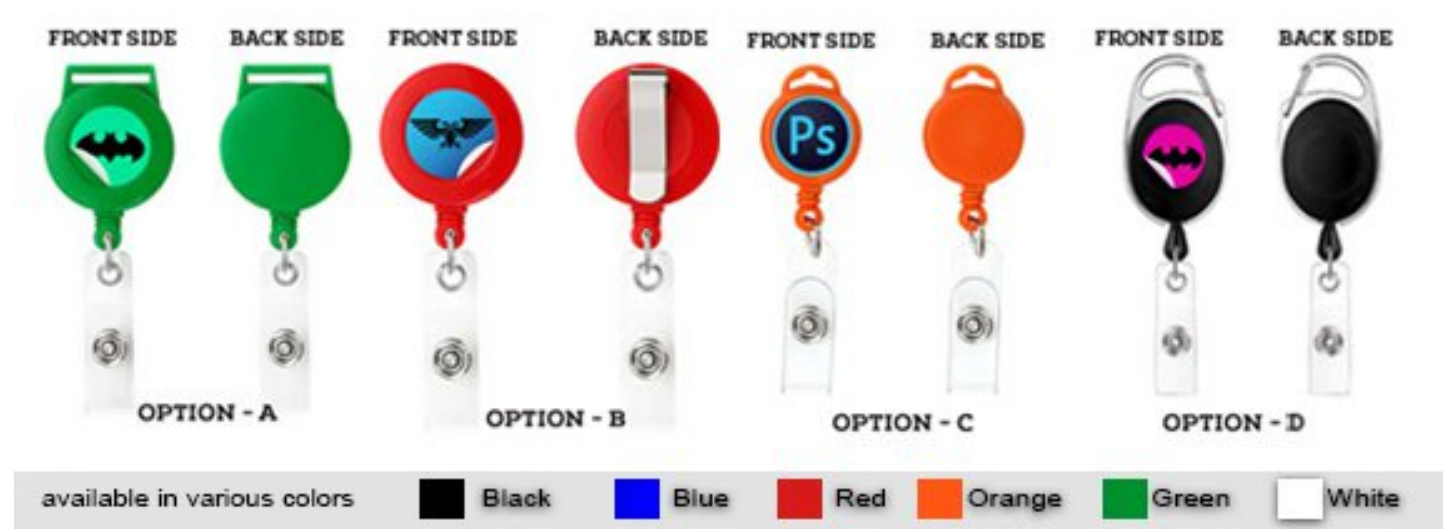 FRONT SIDE BACK SIDE FRONT SIDE BACK SIDE FRONT SIDE BACK SIDE FRONT SIDE BACK SIDE
Ps
OPTION - A OPTION - B OPTION - C OPTION - D
available in various colors Black Blue Red Orange Green White